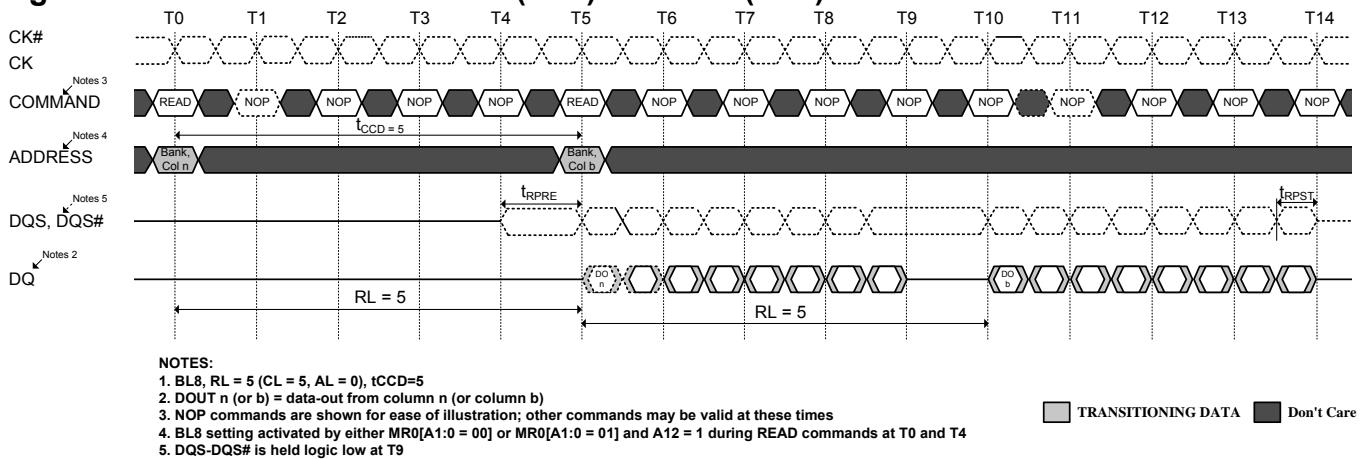 T0 T1 T2 T3 T4 T5 T6 T7 T8 T9 T10 T11 T12 T13 T14
CK#
CK
Notes 3
COMMAND READ NOP NOP NOP NOP READ NOP NOP NOP NOP NOP NOP NOP NOP NOP
tCCD = 5
Notes 4
ADDRESS Bank, Col n Bank, Col b
Notes 5
DQS, DQS# tRPRE tRPST
Notes 2
DQ DO n DO b
RL = 5
RL = 5
NOTES:
1. BL8, RL = 5 (CL = 5, AL = 0), tCCD=5
2. DOUT n (or b) = data-out from column n (or column b)
3. NOP commands are shown for ease of illustration; other commands may be valid at these times
4. BL8 setting activated by either MR0[A1:0 = 00] or MR0[A1:0 = 01] and A12 = 1 during READ commands at T0 and T4
5. DQS-DQS# is held logic low at T9
TRANSITIONING DATA Don't Care